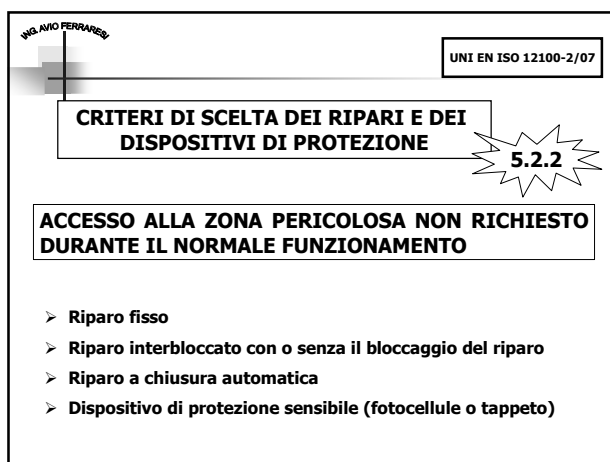 ING. AVIO FERRARESI
UNI EN ISO 12100-2/07
CRITERI DI SCELTA DEI RIPARI E DEI
DISPOSITIVI DI PROTEZIONE
5.2.2
ACCESSO ALLA ZONA PERICOLOSA NON RICHIESTO
DURANTE IL NORMALE FUNZIONAMENTO
➢ Riparo fisso
➢ Riparo interbloccato con o senza il bloccaggio del riparo
➢ Riparo a chiusura automatica
➢ Dispositivo di protezione sensibile (fotocellule o tappeto)